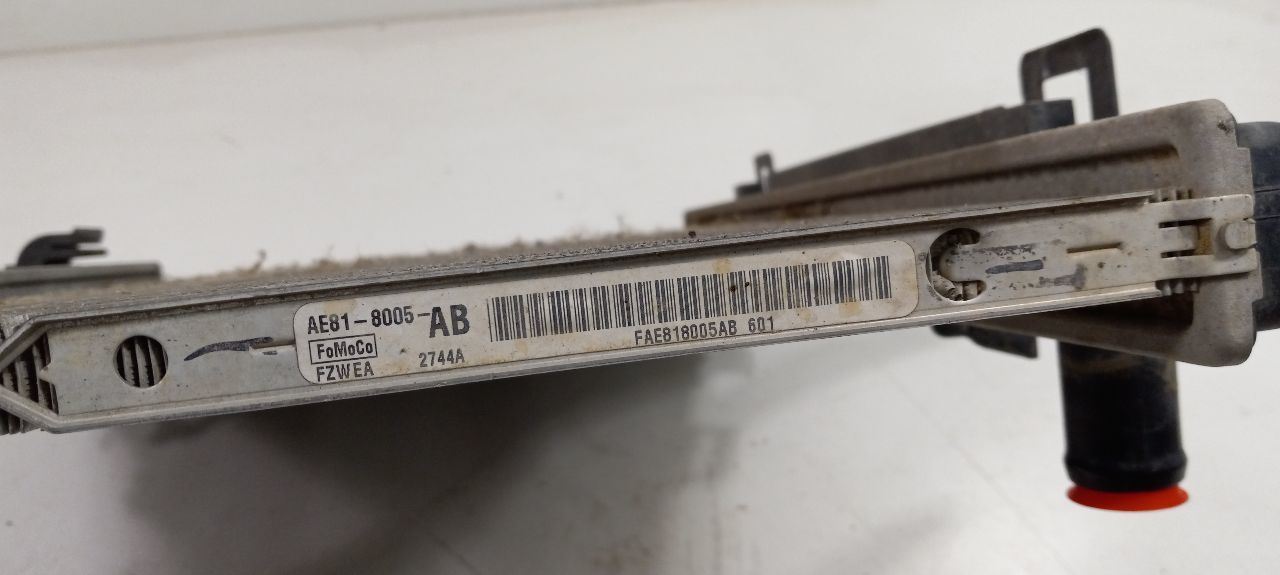 AE81-8005-AB
FoMoCo
FZWEA 2744A
FAE818005AB 601